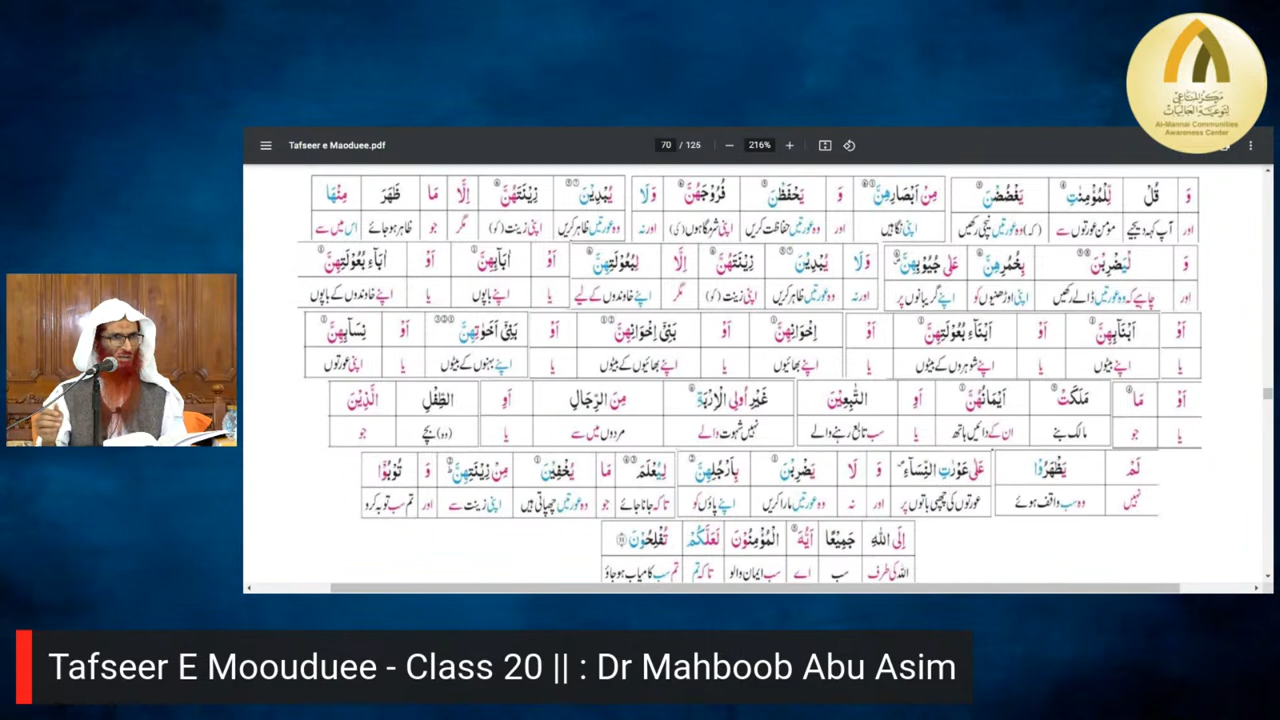 مركز المناعي
لتوعية الجاليات
Al-Mannai Communities
Awareness Center
Tafseer e Maoduee.pdf 70 / 125 216%
وَ قُلْ لِّلْمُؤْمِنٰتِ يَغْضُضْنَ مِنْ اَبْصَارِهِنَّ وَ يَحْفَظْنَ فُرُوْجَهُنَّ وَلَا يُبْدِيْنَ زِيْنَتَهُنَّ اِلَّا مَا ظَهَرَ مِنْهَا
اور آپ کہہ دیجیے مومن عورتوں سے (کہ) وہ عورتیں نیچی رکھیں اپنی نگاہیں اور وہ عورتیں حفاظت کریں اپنی شرمگاہوں (کی) اور نہ وہ عورتیں ظاہر کریں اپنی زینت (کو) مگر جو ظاہر ہو جائے اس میں سے
وَ لْيَضْرِبْنَ بِخُمُرِهِنَّ عَلٰى جُيُوْبِهِنَّ وَلَا يُبْدِيْنَ زِيْنَتَهُنَّ اِلَّا لِبُعُوْلَتِهِنَّ اَوْ اٰبَآىِٕهِنَّ اَوْ اٰبَآءِ بُعُوْلَتِهِنَّ
اور چاہیے کہ وہ عورتیں ڈالے رکھیں اپنی اوڑھنیوں کو اپنے گریبانوں پر اور نہ وہ عورتیں ظاہر کریں اپنی زینت (کو) مگر اپنے خاوندوں کے لیے یا اپنے باپوں یا اپنے خاوندوں کے باپوں
اَوْ اَبْنَآىِٕهِنَّ اَوْ اَبْنَآءِ بُعُوْلَتِهِنَّ اَوْ اِخْوَانِهِنَّ اَوْ بَنِيْٓ اِخْوَانِهِنَّ اَوْ بَنِيْٓ اَخَوٰتِهِنَّ اَوْ نِسَآىِٕهِنَّ
یا اپنے بیٹوں یا اپنے شوہروں کے بیٹوں یا اپنے بھائیوں یا اپنے بھائیوں کے بیٹوں یا اپنے بہنوں کے بیٹوں یا اپنی عورتوں
اَوْ مَا مَلَكَتْ اَيْمَانُهُنَّ اَوِ التّٰبِعِيْنَ غَيْرِ اُولِى الْاِرْبَةِ مِنَ الرِّجَالِ اَوِ الطِّفْلِ الَّذِيْنَ
یا جو مالک بنے ان کے دائیں ہاتھ یا سب تابع رہنے والے نہیں شہوت والے مردوں میں سے یا (وہ) بچے جو
لَمْ يَظْهَرُوْا عَلٰى عَوْرٰتِ النِّسَآءِ وَ لَا يَضْرِبْنَ بِاَرْجُلِهِنَّ لِيُعْلَمَ مَا يُخْفِيْنَ مِنْ زِيْنَتِهِنَّ وَ تُوْبُوْٓا
نہیں وہ سب واقف ہوئے عورتوں کی چھپی باتوں پر اور نہ وہ عورتیں مارا کریں اپنے پاؤں کو تاکہ جانا جائے جو وہ عورتیں چھپاتی ہیں اپنی زینت سے اور تم سب توبہ کرو
اِلَى اللّٰهِ جَمِيْعًا اَيُّهَ الْمُؤْمِنُوْنَ لَعَلَّكُمْ تُفْلِحُوْنَ
اللہ کی طرف سب اے سب ایمان والو تاکہ تم تم سب کامیاب ہو جاؤ
Tafseer E Moouduee - Class 20 || : Dr Mahboob Abu Asim